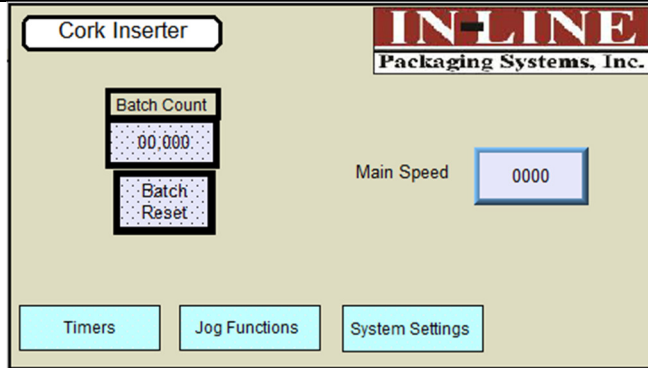 Cork Inserter
IN-LINE
Packaging Systems, Inc.
Batch Count
00,000
Batch
Reset
Main Speed
0000
Timers
Jog Functions
System Settings